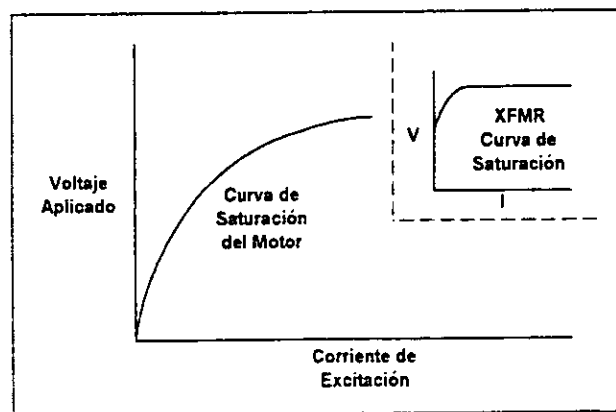 Voltaje
Aplicado
Curva de
Saturación
del Motor
V
XFMR
Curva de
Saturación
I
Corriente de
Excitación